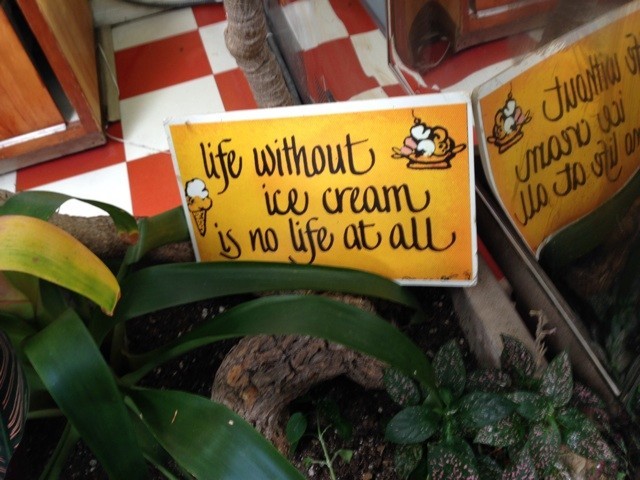 life without
ice cream
is no life at all